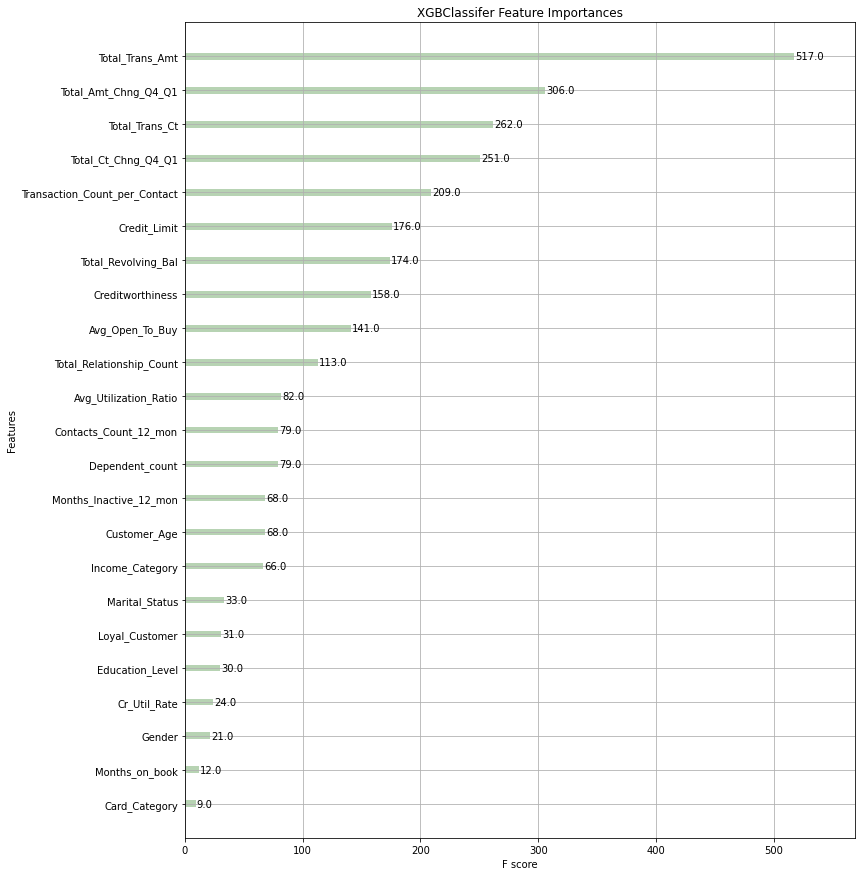 XGBClassifer Feature Importances
Total_Trans_Amt 517.0
Total_Amt_Chng_Q4_Q1 306.0
Total_Trans_Ct 262.0
Total_Ct_Chng_Q4_Q1 251.0
Transaction_Count_per_Contact 209.0
Credit_Limit 176.0
Total_Revolving_Bal 174.0
Creditworthiness 158.0
Avg_Open_To_Buy 141.0
Total_Relationship_Count 113.0
Avg_Utilization_Ratio 82.0
Contacts_Count_12_mon 79.0
Dependent_count 79.0
Months_Inactive_12_mon 68.0
Customer_Age 68.0
Income_Category 66.0
Marital_Status 33.0
Loyal_Customer 31.0
Education_Level 30.0
Cr_Util_Rate 24.0
Gender 21.0
Months_on_book 12.0
Card_Category 9.0
Features
0 100 200 300 400 500
F score